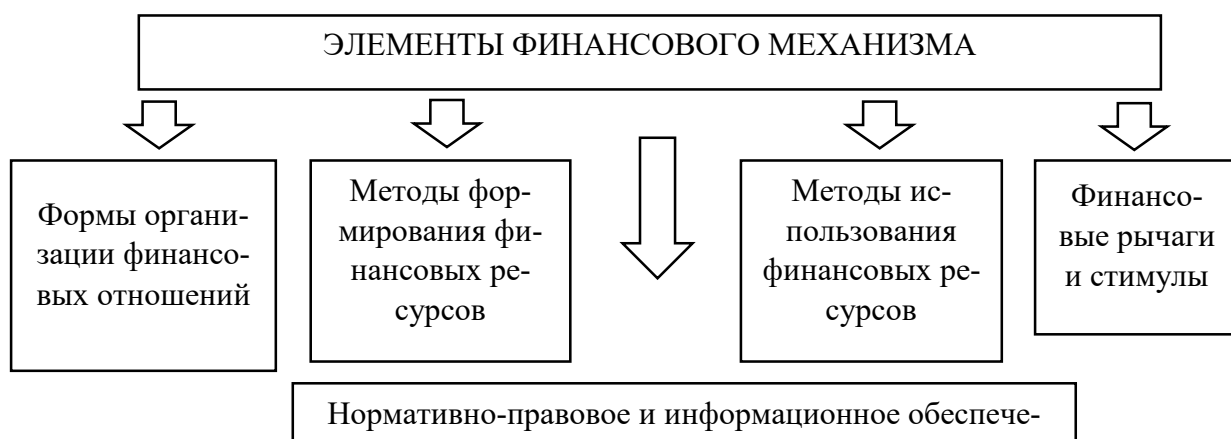 ЭЛЕМЕНТЫ ФИНАНСОВОГО МЕХАНИЗМА
Формы органи-
зации финансо-
вых отношений
Методы фор-
мирования фи-
нансовых ре-
сурсов
Методы ис-
пользования
финансовых ре-
сурсов
Финансо-
вые рычаги
и стимулы
Нормативно-правовое и информационное обеспече-